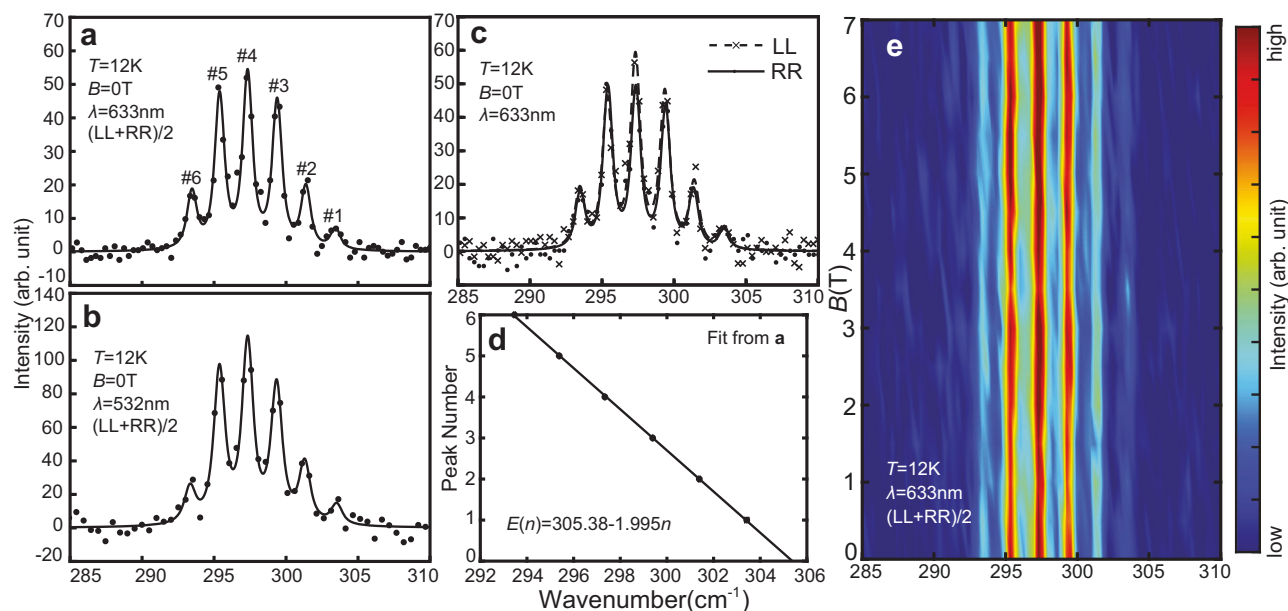 a
T=12K
B=0T
λ=633nm
(LL+RR)/2
#6
#5
#4
#3
#2
#1
70
60
50
40
30
20
10
0
-10
285 290 295 300 305 310
Intensity (arb. unit)
b
T=12K
B=0T
λ=532nm
(LL+RR)/2
140
120
100
80
60
40
20
0
-20
285 290 295 300 305 310
c
LL
RR
T=12K
B=0T
λ=633nm
70
60
50
40
30
20
10
0
285 290 295 300 305 310
d
Fit from a
E(n)=305.38-1.995n
Peak Number
6
5
4
3
2
1
0
292 294 296 298 300 302 304 306
Wavenumber(cm-1)
e
T=12K
λ=633nm
(LL+RR)/2
B(T)
7
6
5
4
3
2
1
0
285 290 295 300 305 310
high
Intensity (arb. unit)
low